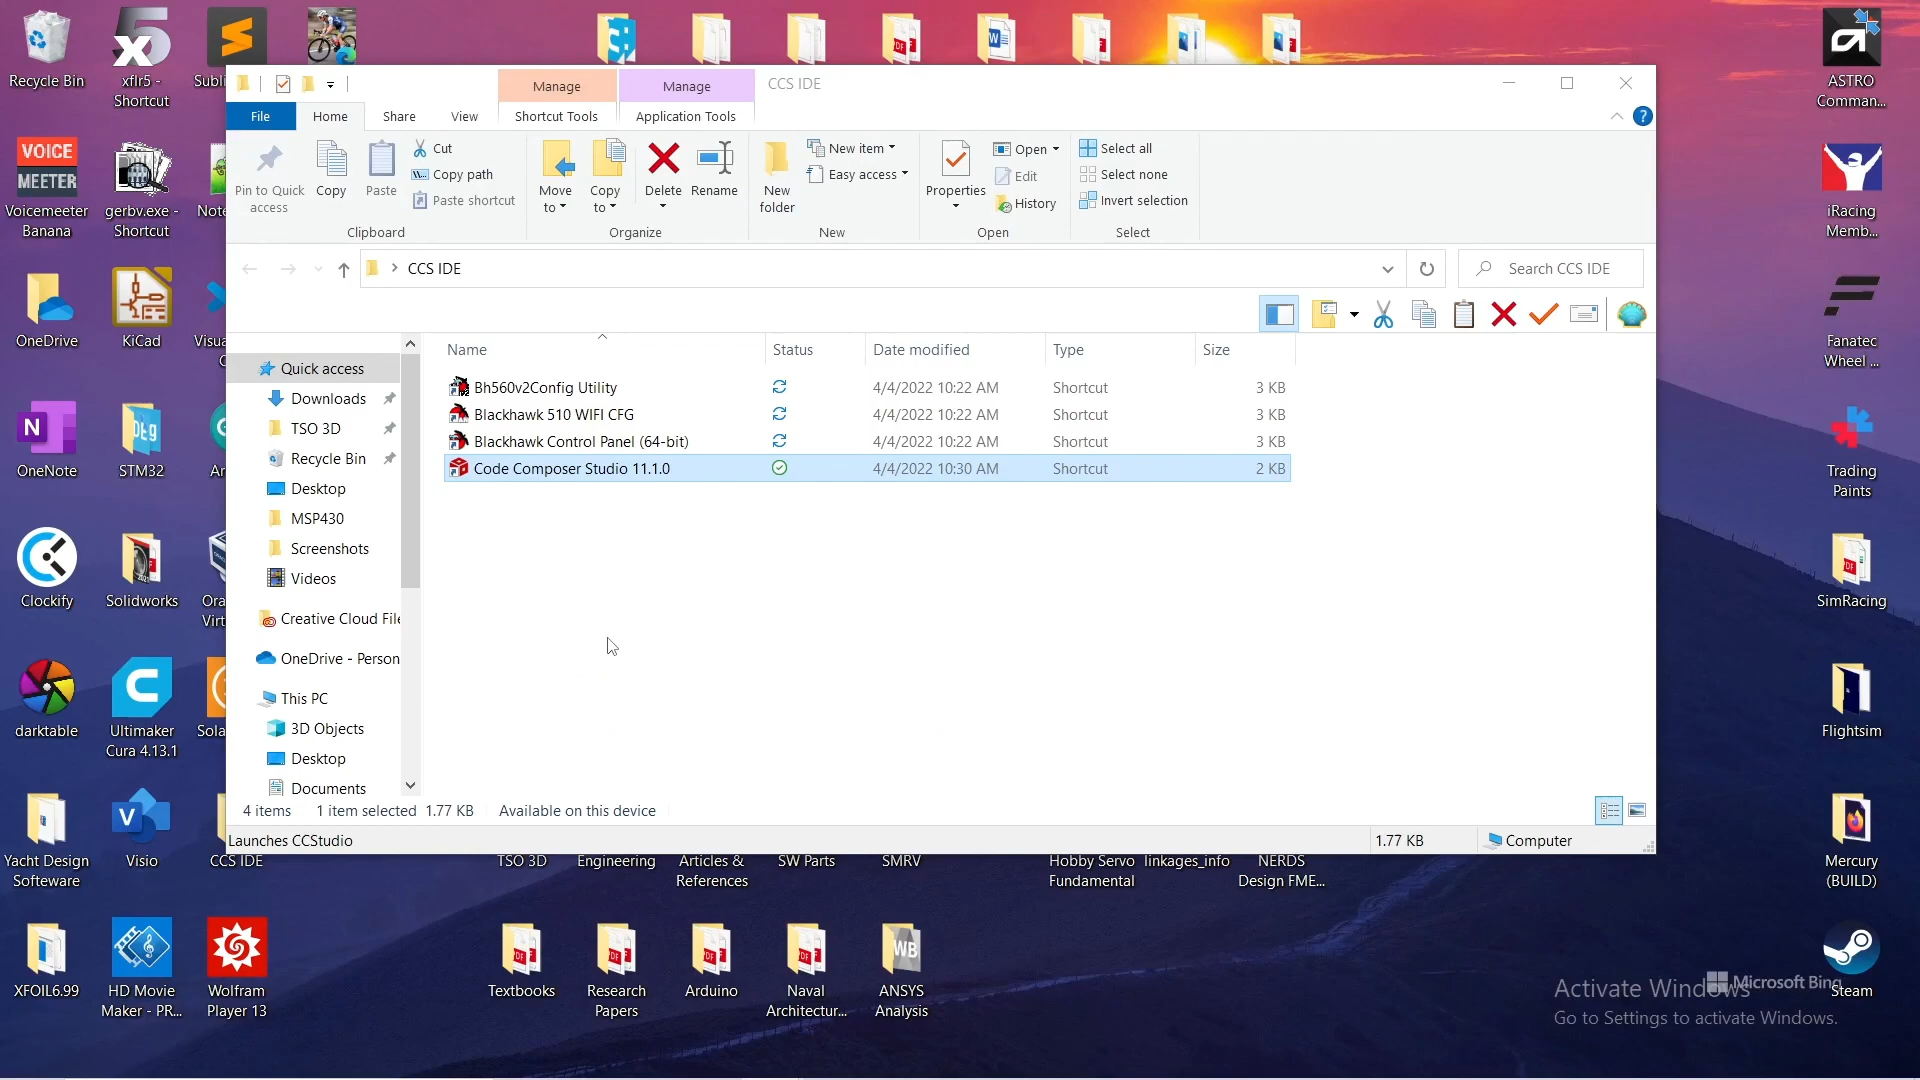 Recycle Bin
xflr5 -
Shortcut
Subli
ASTRO
Comman...
Manage
Manage
CCS IDE
File
Home
Share
View
Shortcut Tools
Application Tools
Pin to Quick
access
Copy
Paste
Cut
Copy path
Paste shortcut
Clipboard
Move
to
Copy
to
Delete
Rename
Organize
New
folder
New item
Easy access
New
Properties
Open
Edit
History
Open
Select all
Select none
Invert selection
Select
CCS IDE
Search CCS IDE
VOICE
MEETER
Voicemeeter
Banana
gerbv.exe -
Shortcut
Note
iRacing
Memb...
OneDrive
KiCad
Visua
C
Fanatec
Wheel ...
OneNote
STM32
Ar
Trading
Paints
Clockify
Solidworks
Ora
Virt
SimRacing
darktable
Ultimaker
Cura 4.13.1
Sola
Flightsim
Quick access
Downloads
TSO 3D
Recycle Bin
Desktop
MSP430
Screenshots
Videos
Creative Cloud File
OneDrive - Person
This PC
3D Objects
Desktop
Documents
Name
Status
Date modified
Type
Size
Bh560v2Config Utility 4/4/2022 10:22 AM Shortcut 3 KB
Blackhawk 510 WIFI CFG 4/4/2022 10:22 AM Shortcut 3 KB
Blackhawk Control Panel (64-bit) 4/4/2022 10:22 AM Shortcut 3 KB
Code Composer Studio 11.1.0 4/4/2022 10:30 AM Shortcut 2 KB
4 items 1 item selected 1.77 KB Available on this device
Launches CCStudio
1.77 KB
Computer
Yacht Design
Softeware
Visio
CCS IDE
TSO 3D
Engineering
Articles &
References
SW Parts
SMRV
Hobby Servo
Fundamental
linkages_info
NERDS
Design FME...
Mercury
(BUILD)
XFOIL6.99
HD Movie
Maker - PR...
Wolfram
Player 13
Textbooks
Research
Papers
Arduino
Naval
Architectur...
WB
ANSYS
Analysis
Steam
Microsoft Bing
Activate Windows
Go to Settings to activate Windows.